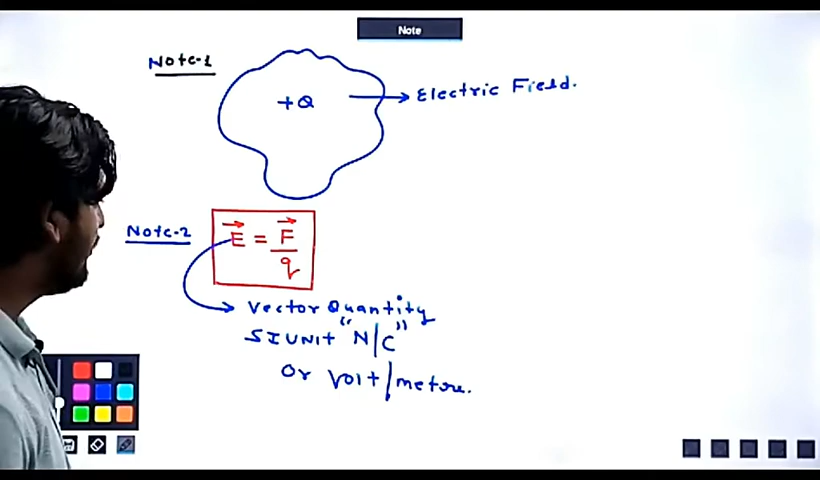 Note
Note-1
+Q
Electric Field.
Note-2
E = F
q
Vector Quantity
SI UNIT "N/C"
Or Volt/metre.